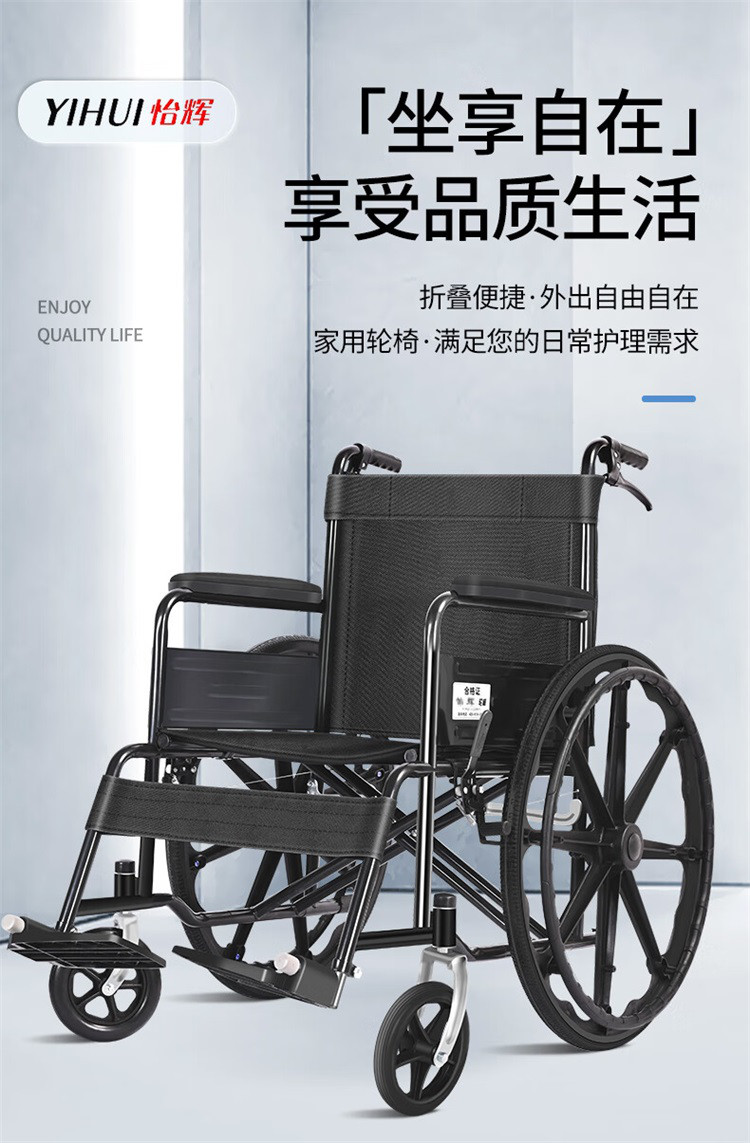 YIHUI 怡辉
「坐享自在」
享受品质生活
折叠便捷·外出自由自在
家用轮椅·满足您的日常护理需求
ENJOY
QUALITY LIFE
合格证
怡辉